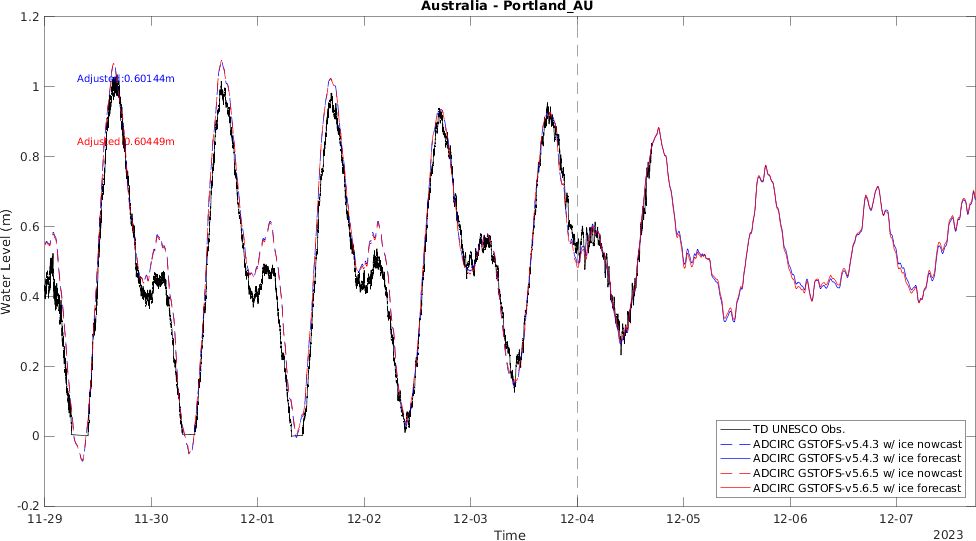 Australia - Portland_AU
1.2
1
0.8
0.6
0.4
0.2
0
-0.2
Water Level (m)
Adjusted:0.60144m
Adjusted:0.60449m
TD UNESCO Obs.
ADCIRC GSTOFS-v5.4.3 w/ ice nowcast
ADCIRC GSTOFS-v5.4.3 w/ ice forecast
ADCIRC GSTOFS-v5.6.5 w/ ice nowcast
ADCIRC GSTOFS-v5.6.5 w/ ice forecast
11-29 11-30 12-01 12-02 12-03 12-04 12-05 12-06 12-07
Time
2023